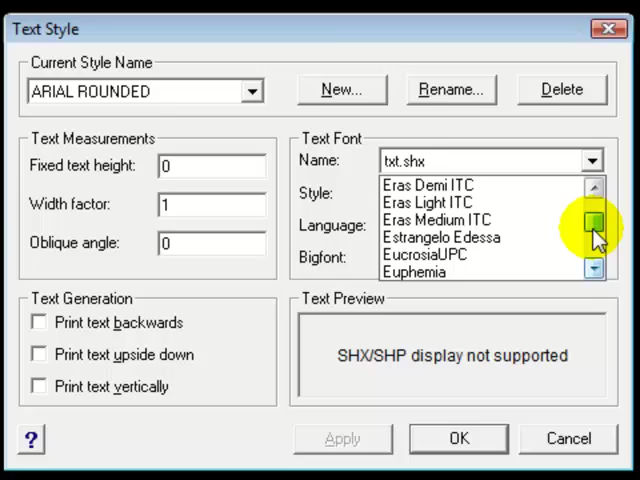 Text Style
Current Style Name
ARIAL ROUNDED
New...
Rename...
Delete
Text Measurements
Fixed text height: 0
Width factor: 1
Oblique angle: 0
Text Font
Name: txt.shx
Style:
Language:
Bigfont:
Eras Demi ITC
Eras Light ITC
Eras Medium ITC
Estrangelo Edessa
EucrosiaUPC
Euphemia
Text Generation
Print text backwards
Print text upside down
Print text vertically
Text Preview
SHX/SHP display not supported
?
Apply
OK
Cancel